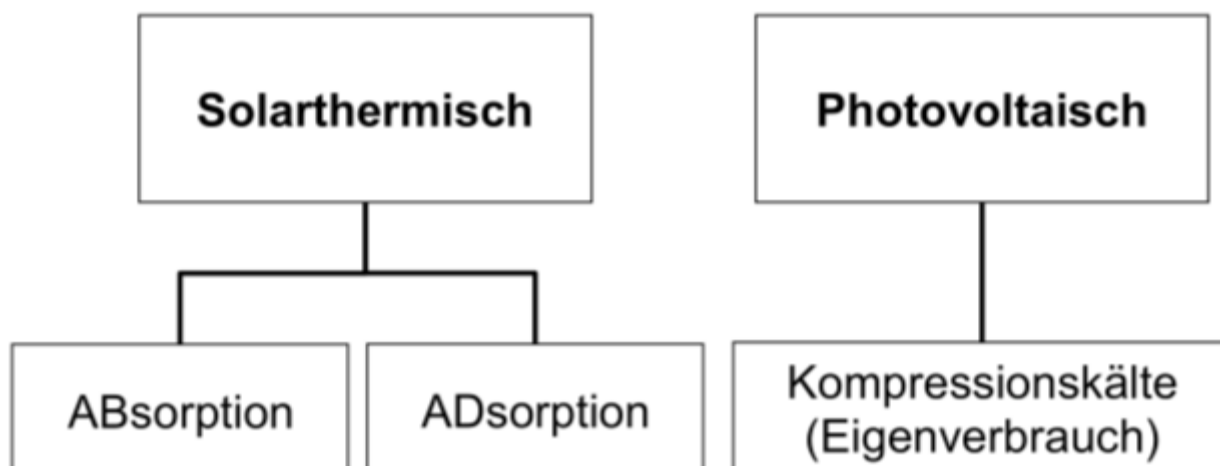 Solarthermisch
Photovoltaisch
ABsorption
ADsorption
Kompressionskälte
(Eigenverbrauch)